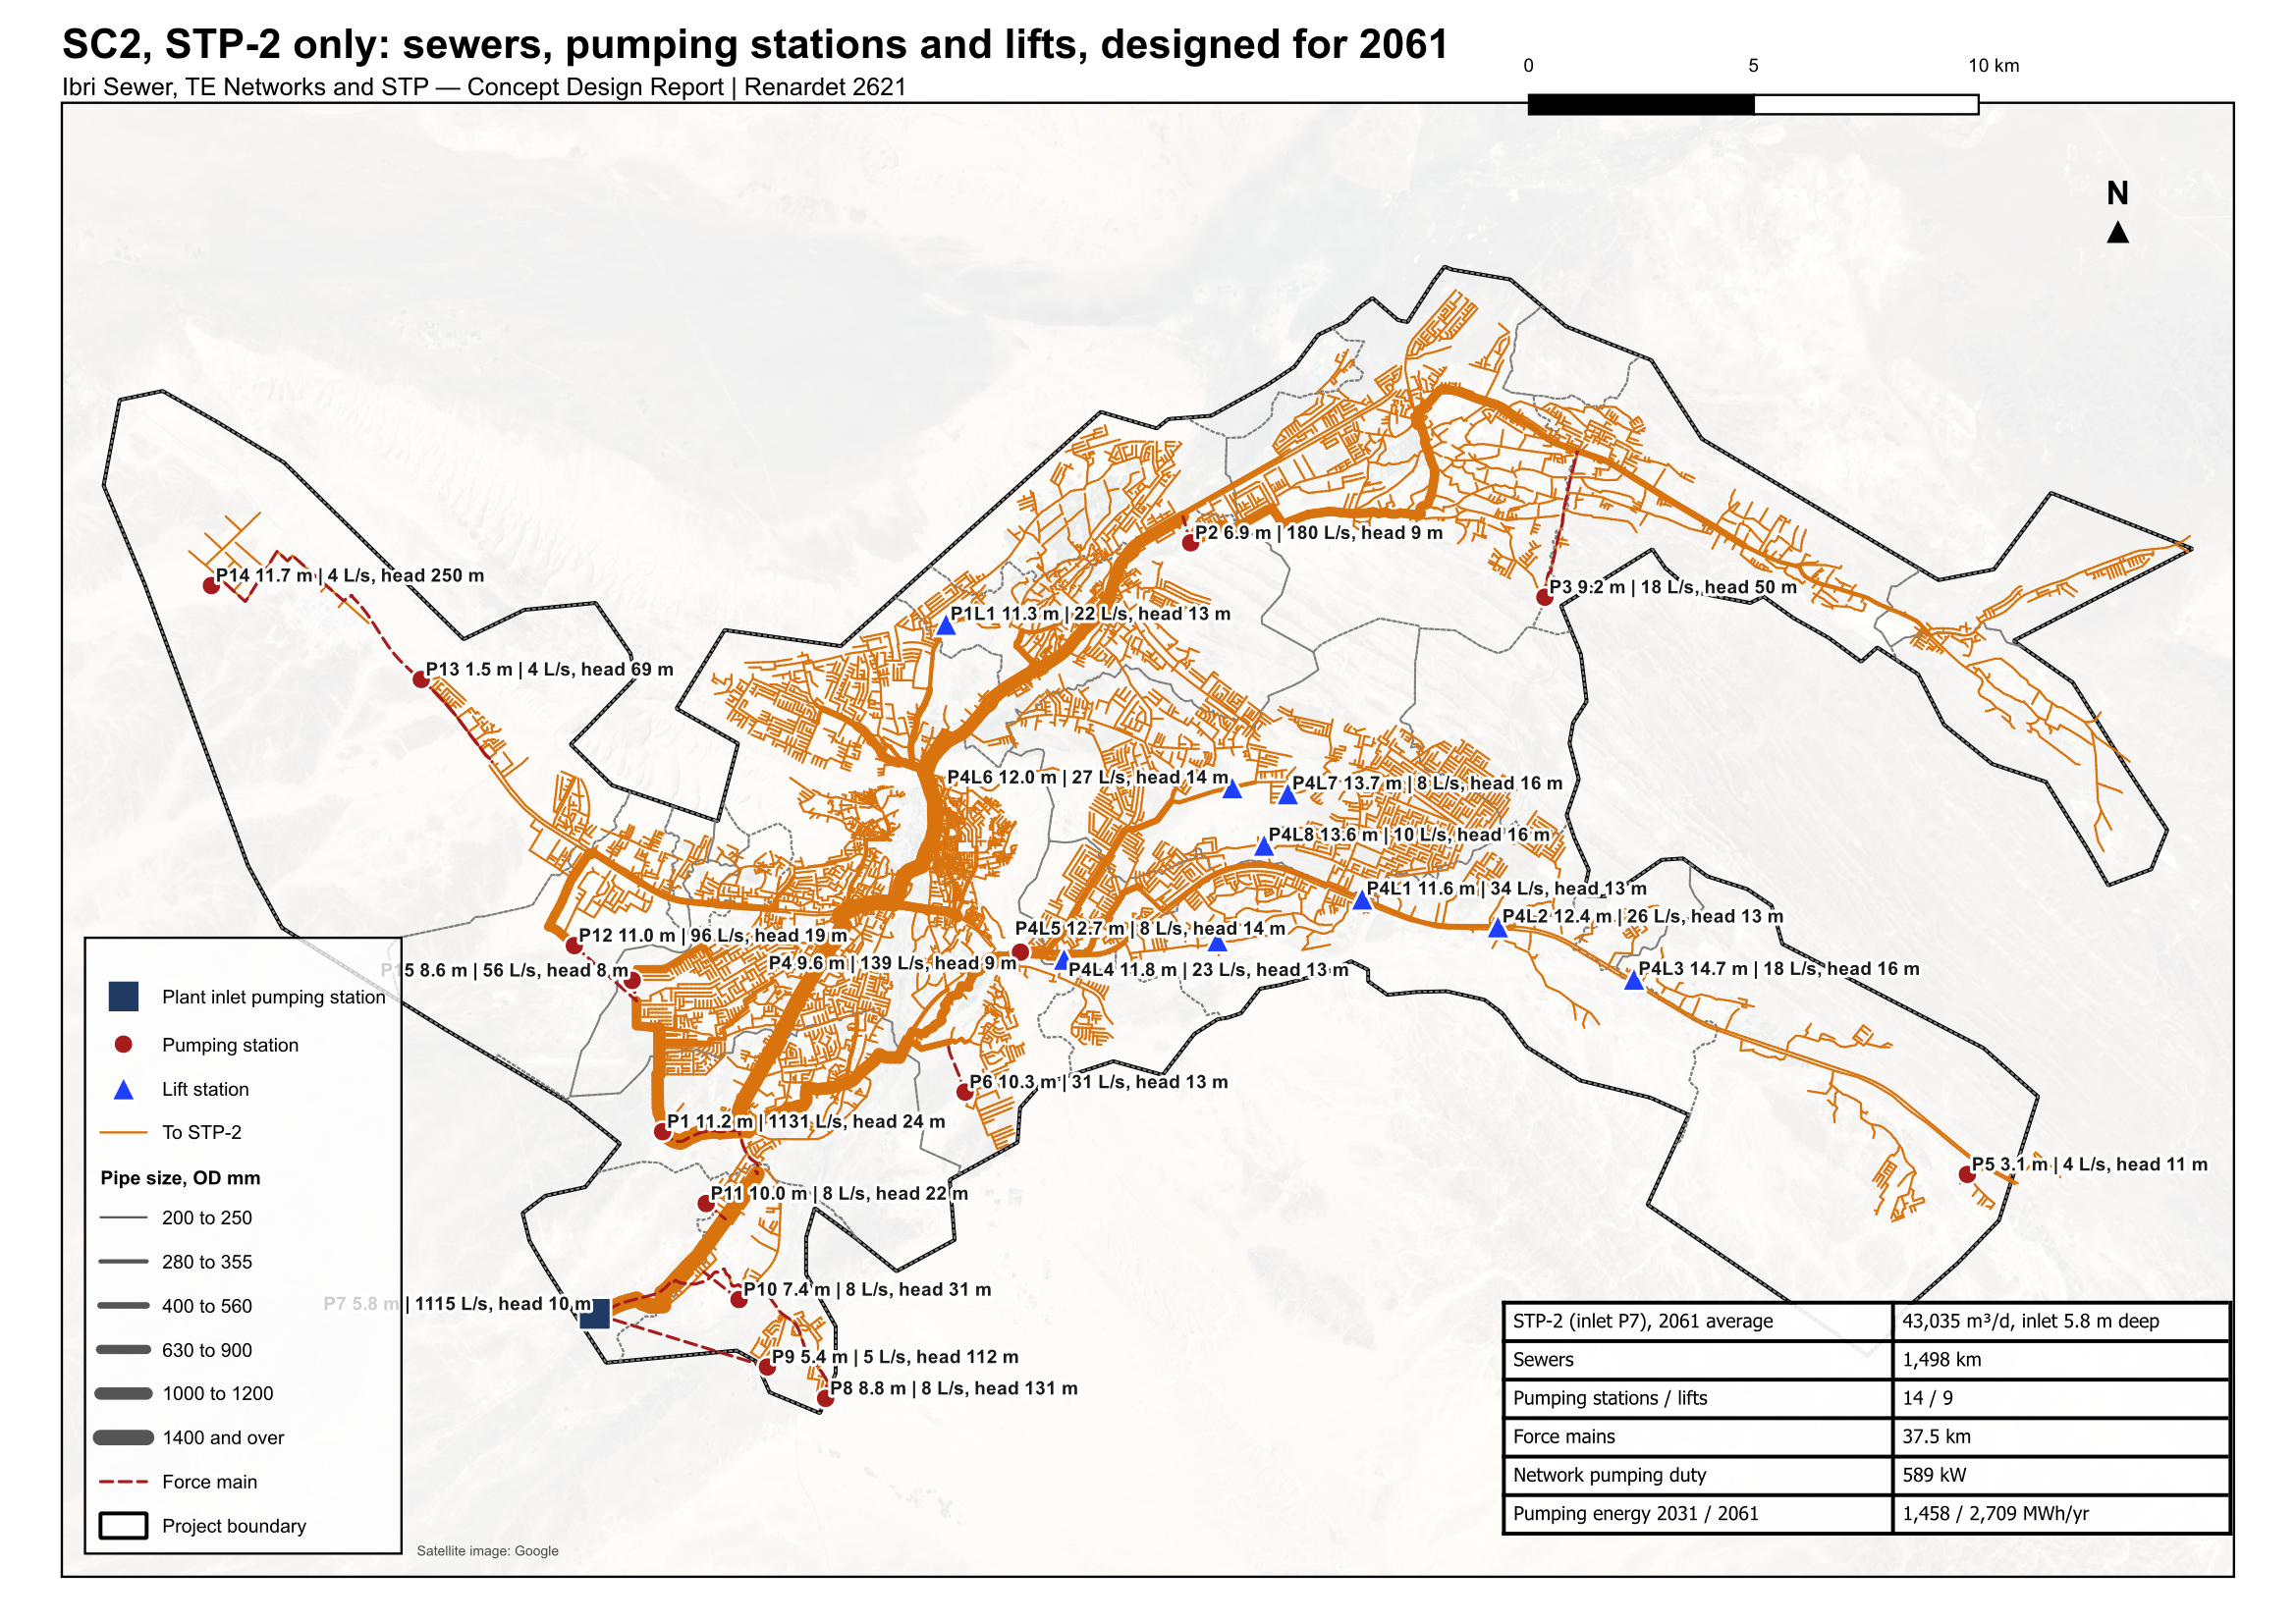 SC2, STP-2 only: sewers, pumping stations and lifts, designed for 2061
Ibri Sewer, TE Networks and STP — Concept Design Report | Renardet 2621
0 5 10 km
N
P2 6.9 m | 180 L/s, head 9 m
P14 11.7 m | 4 L/s, head 250 m
P3 9.2 m | 18 L/s, head 50 m
P1L1 11.3 m | 22 L/s, head 13 m
P13 1.5 m | 4 L/s, head 69 m
P4L6 12.0 m | 27 L/s, head 14 m
P4L7 13.7 m | 8 L/s, head 16 m
P4L8 13.6 m | 10 L/s, head 16 m
P4L1 11.6 m | 34 L/s, head 13 m
P4L2 12.4 m | 26 L/s, head 13 m
P4L5 12.7 m | 8 L/s, head 14 m
P12 11.0 m | 96 L/s, head 19 m
P4 9.6 m | 139 L/s, head 9 m
P15 8.6 m | 56 L/s, head 8 m
P4L4 11.8 m | 23 L/s, head 13 m
P4L3 14.7 m | 18 L/s, head 16 m
P6 10.3 m | 31 L/s, head 13 m
P1 11.2 m | 1131 L/s, head 24 m
P5 3.1 m | 4 L/s, head 11 m
P11 10.0 m | 8 L/s, head 22 m
P10 7.4 m | 8 L/s, head 31 m
P7 5.8 m | 1115 L/s, head 10 m
P9 5.4 m | 5 L/s, head 112 m
P8 8.8 m | 8 L/s, head 131 m
Plant inlet pumping station
Pumping station
Lift station
To STP-2
Pipe size, OD mm
200 to 250
280 to 355
400 to 560
630 to 900
1000 to 1200
1400 and over
Force main
Project boundary
Satellite image: Google
STP-2 (inlet P7), 2061 average 43,035 m³/d, inlet 5.8 m deep
Sewers 1,498 km
Pumping stations / lifts 14 / 9
Force mains 37.5 km
Network pumping duty 589 kW
Pumping energy 2031 / 2061 1,458 / 2,709 MWh/yr